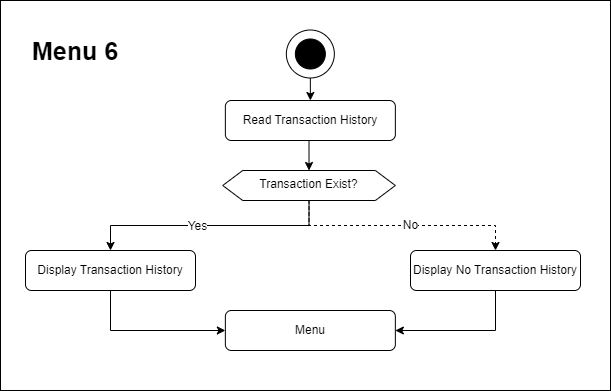 Menu 6
Read Transaction History
Transaction Exist?
Yes
No
Display Transaction History
Display No Transaction History
Menu